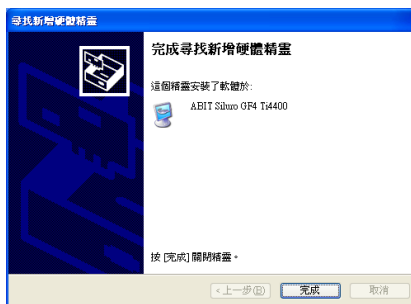 尋找新增硬體精靈
完成尋找新增硬體精靈
這個精靈安裝了軟體於:
ABIT Siluro GF4 Ti4400
按 [完成] 關閉精靈。
<上一步(B)
完成
取消